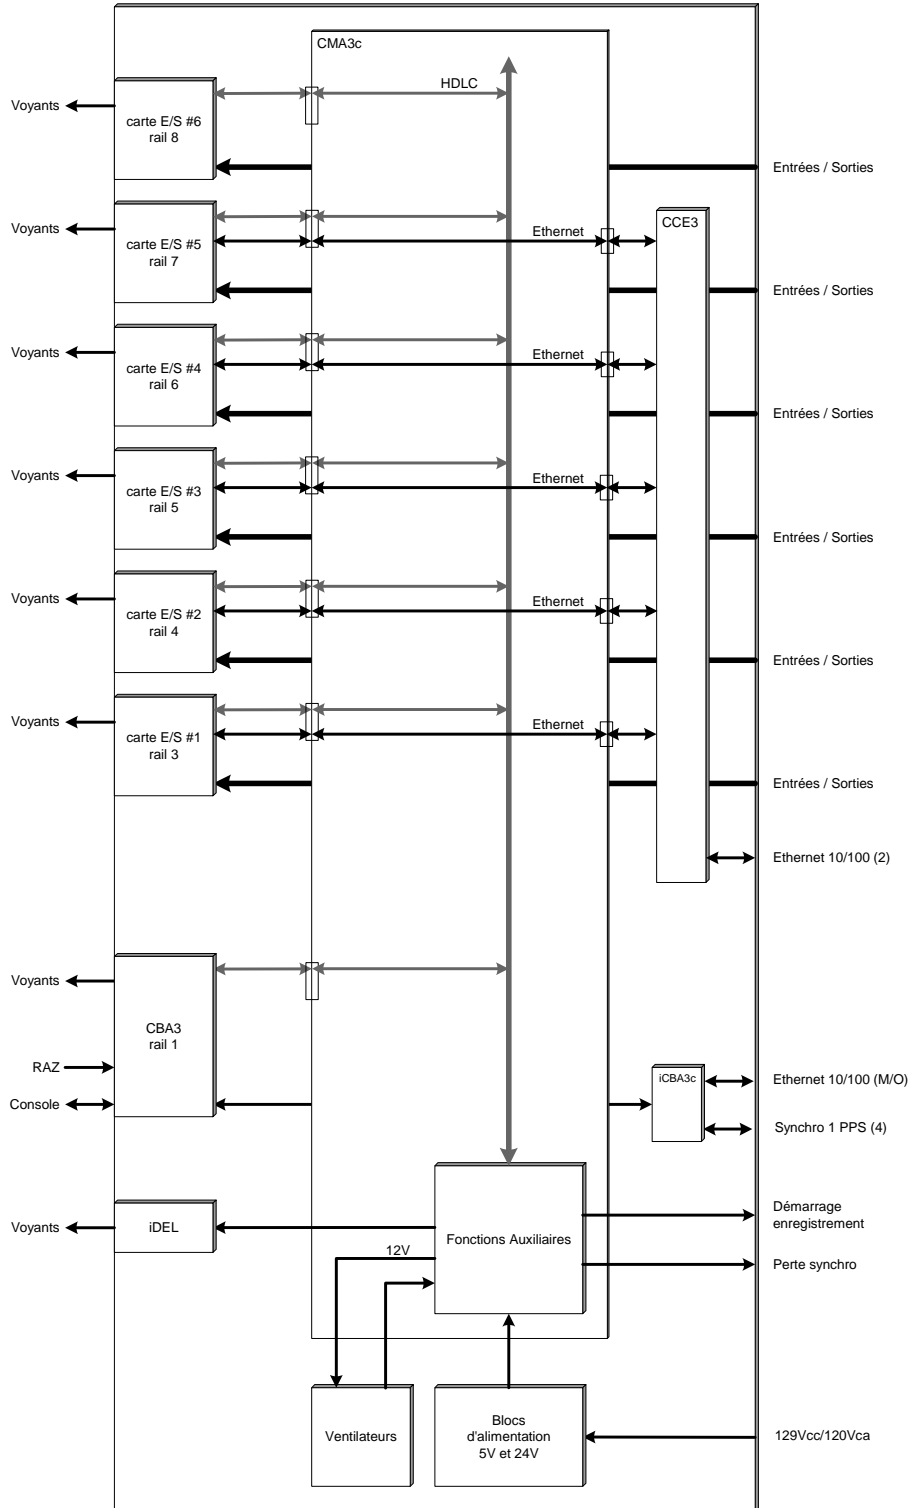 CMA3c
HDLC
Voyants
carte E/S #6
rail 8
Entrées / Sorties
Voyants
carte E/S #5
rail 7
Ethernet
CCE3
Entrées / Sorties
Voyants
carte E/S #4
rail 6
Ethernet
Entrées / Sorties
Voyants
carte E/S #3
rail 5
Ethernet
Entrées / Sorties
Voyants
carte E/S #2
rail 4
Ethernet
Entrées / Sorties
Voyants
carte E/S #1
rail 3
Ethernet
Entrées / Sorties
Ethernet 10/100 (2)
Voyants
CBA3
rail 1
RAZ
Console
iCBA3c
Ethernet 10/100 (M/O)
Synchro 1 PPS (4)
Voyants
iDEL
12V
Fonctions Auxiliaires
Démarrage
enregistrement
Perte synchro
Ventilateurs
Blocs
d'alimentation
5V et 24V
129Vcc/120Vca